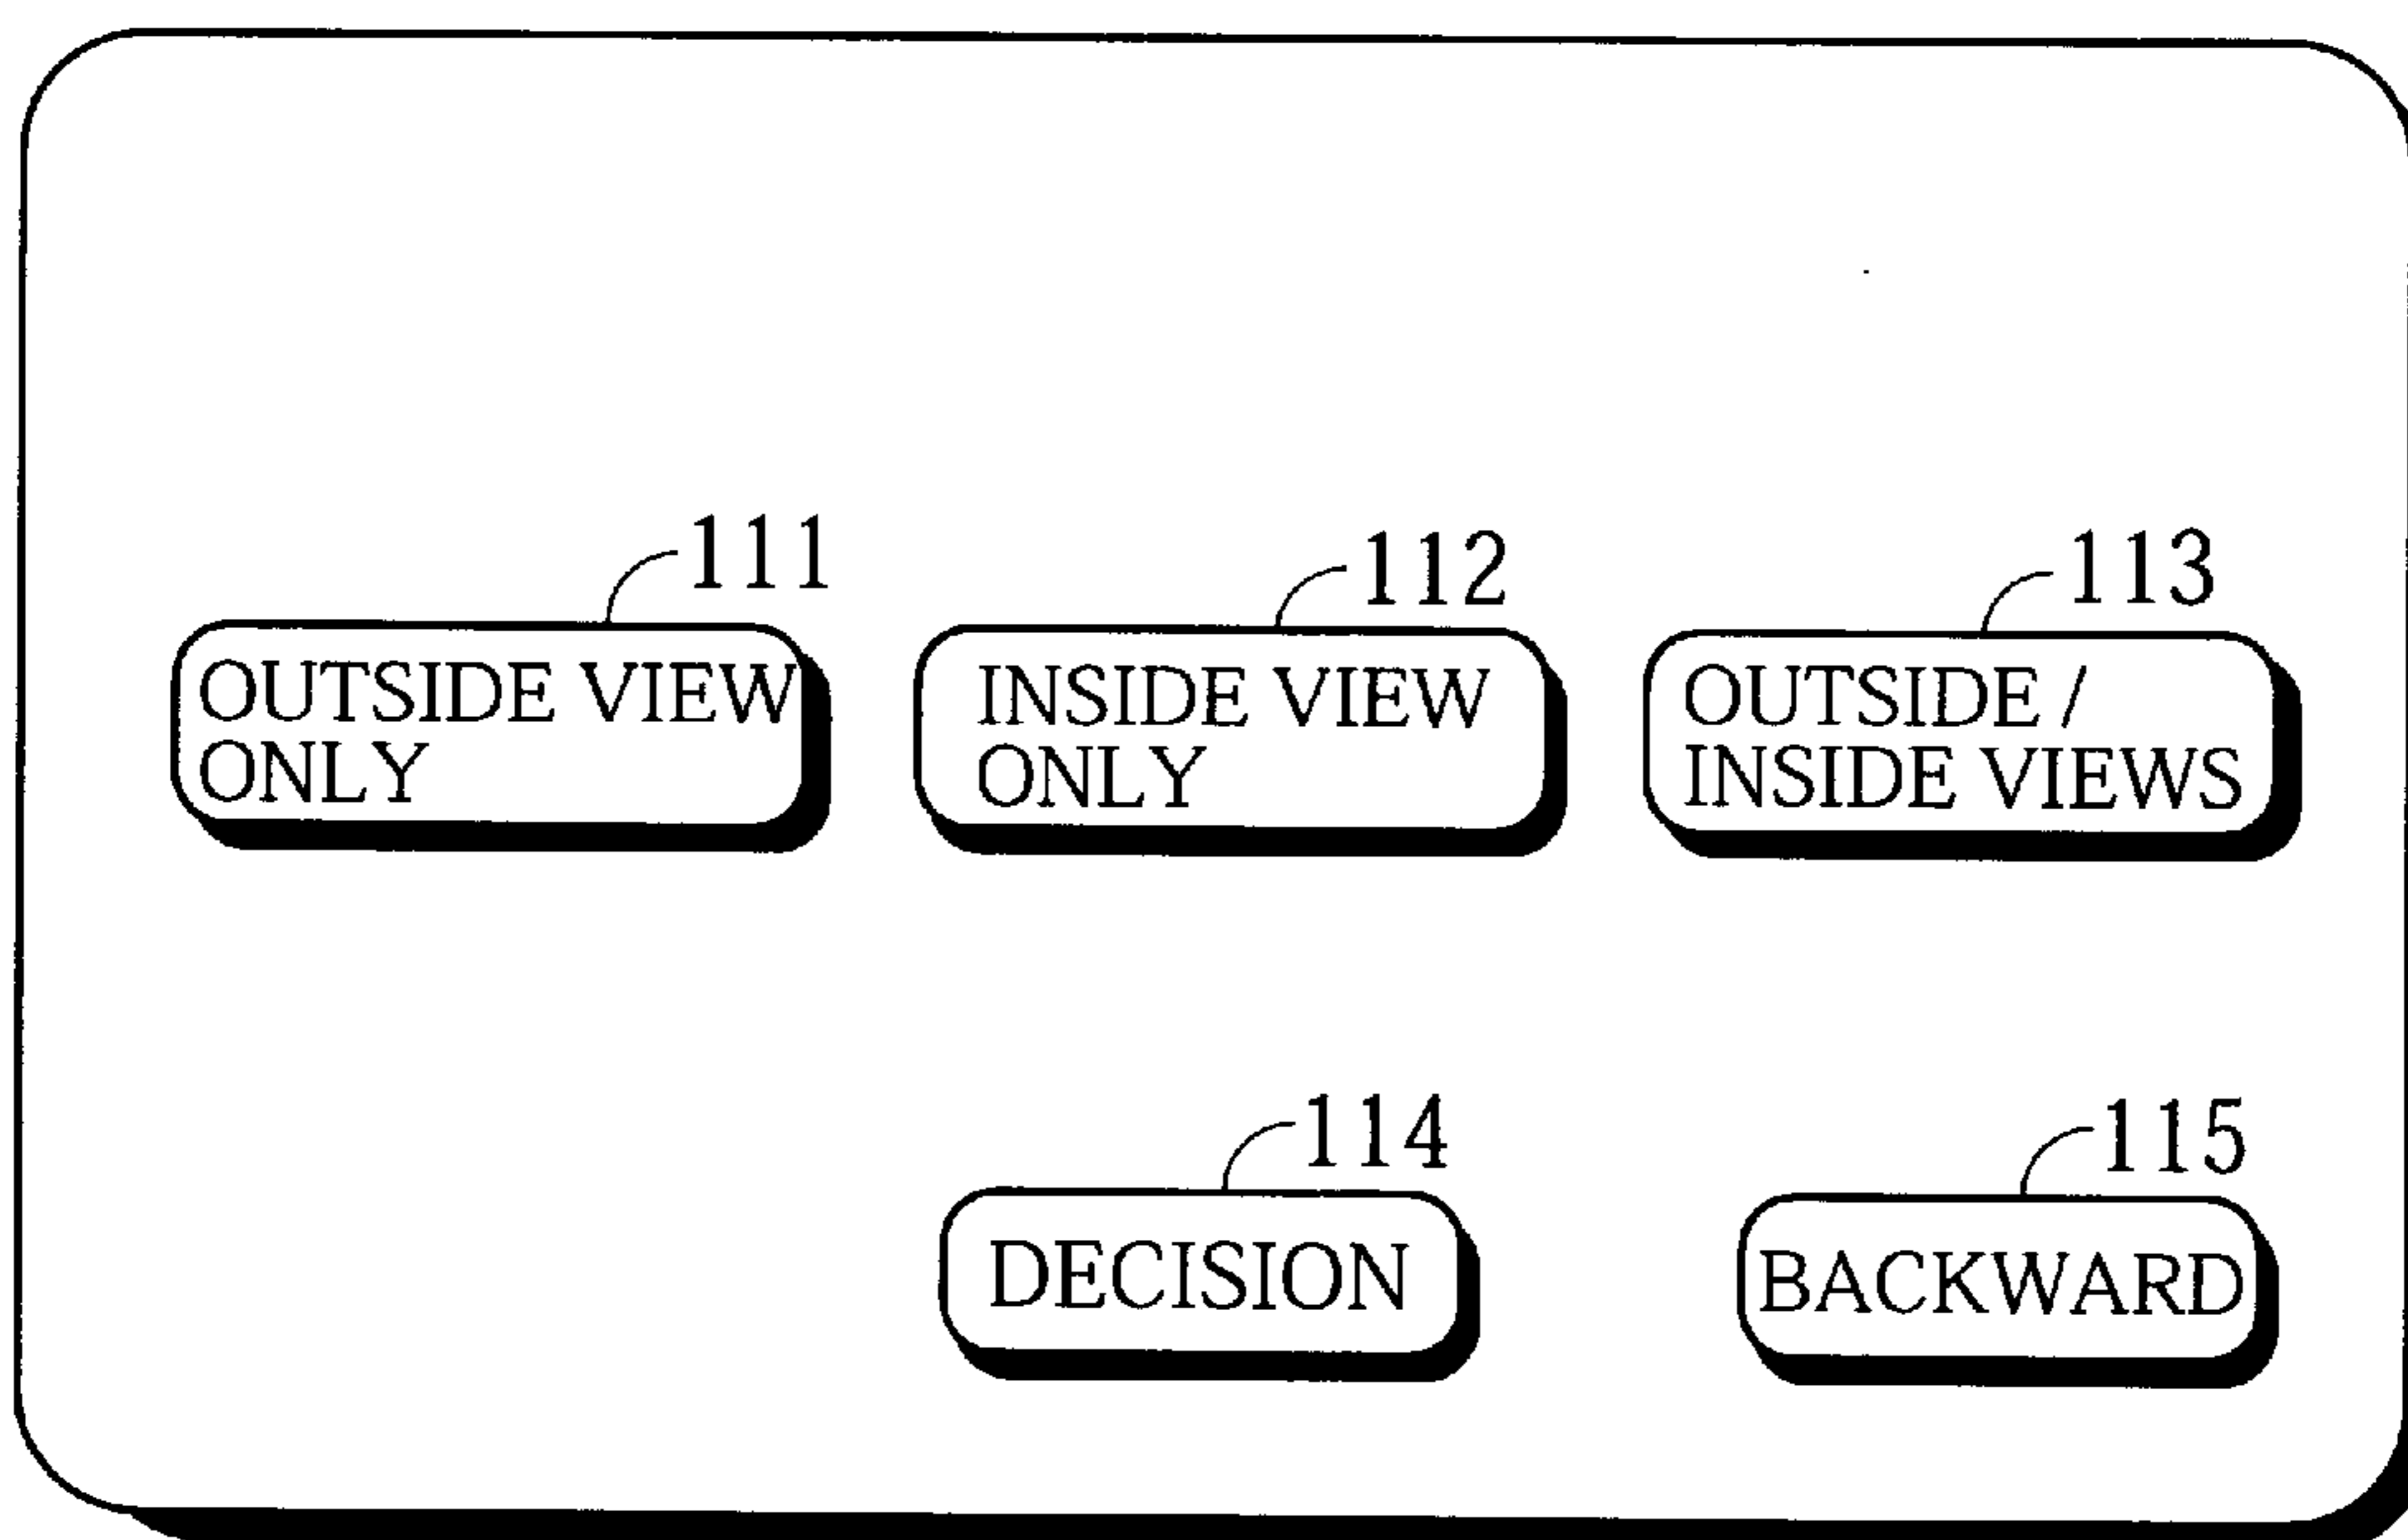 111
112
113
OUTSIDE VIEW
ONLY
INSIDE VIEW
ONLY
OUTSIDE /
INSIDE VIEWS
114
115
DECISION
BACKWARD